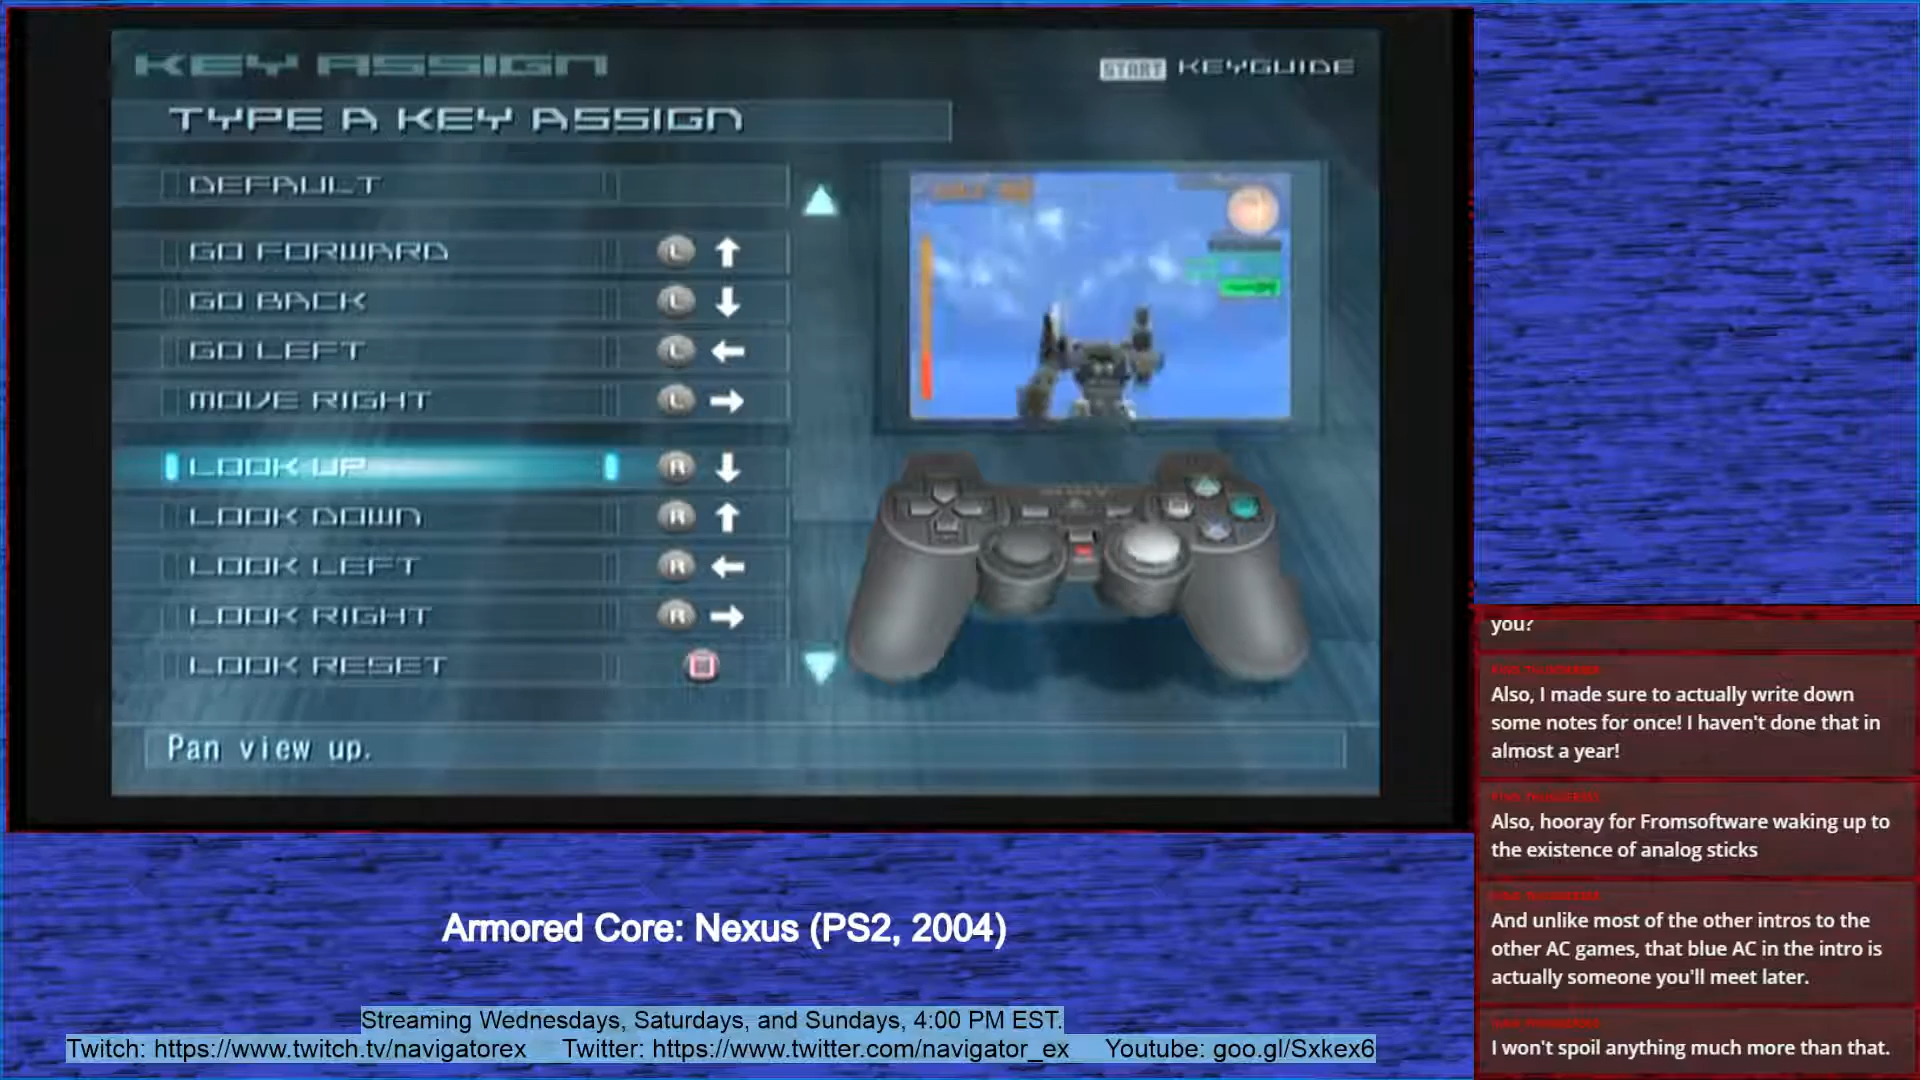 KEY ASSIGN
START KEYGUIDE
TYPE A KEY ASSIGN
DEFAULT
GO FORWARD L
GO BACK L
GO LEFT L
MOVE RIGHT L
LOOK UP R
LOOK DOWN R
LOOK LEFT R
LOOK RIGHT R
LOOK RESET
Pan view up.
you?
Also, I made sure to actually write down
some notes for once! I haven't done that in
almost a year!
Also, hooray for Fromsoftware waking up to
the existence of analog sticks
And unlike most of the other intros to the
other AC games, that blue AC in the intro is
actually someone you'll meet later.
I won't spoil anything much more than that.
Armored Core: Nexus (PS2, 2004)
Streaming Wednesdays, Saturdays, and Sundays, 4:00 PM EST.
Twitch: https://www.twitch.tv/navigatorex Twitter: https://www.twitter.com/navigator_ex Youtube: goo.gl/Sxkex6